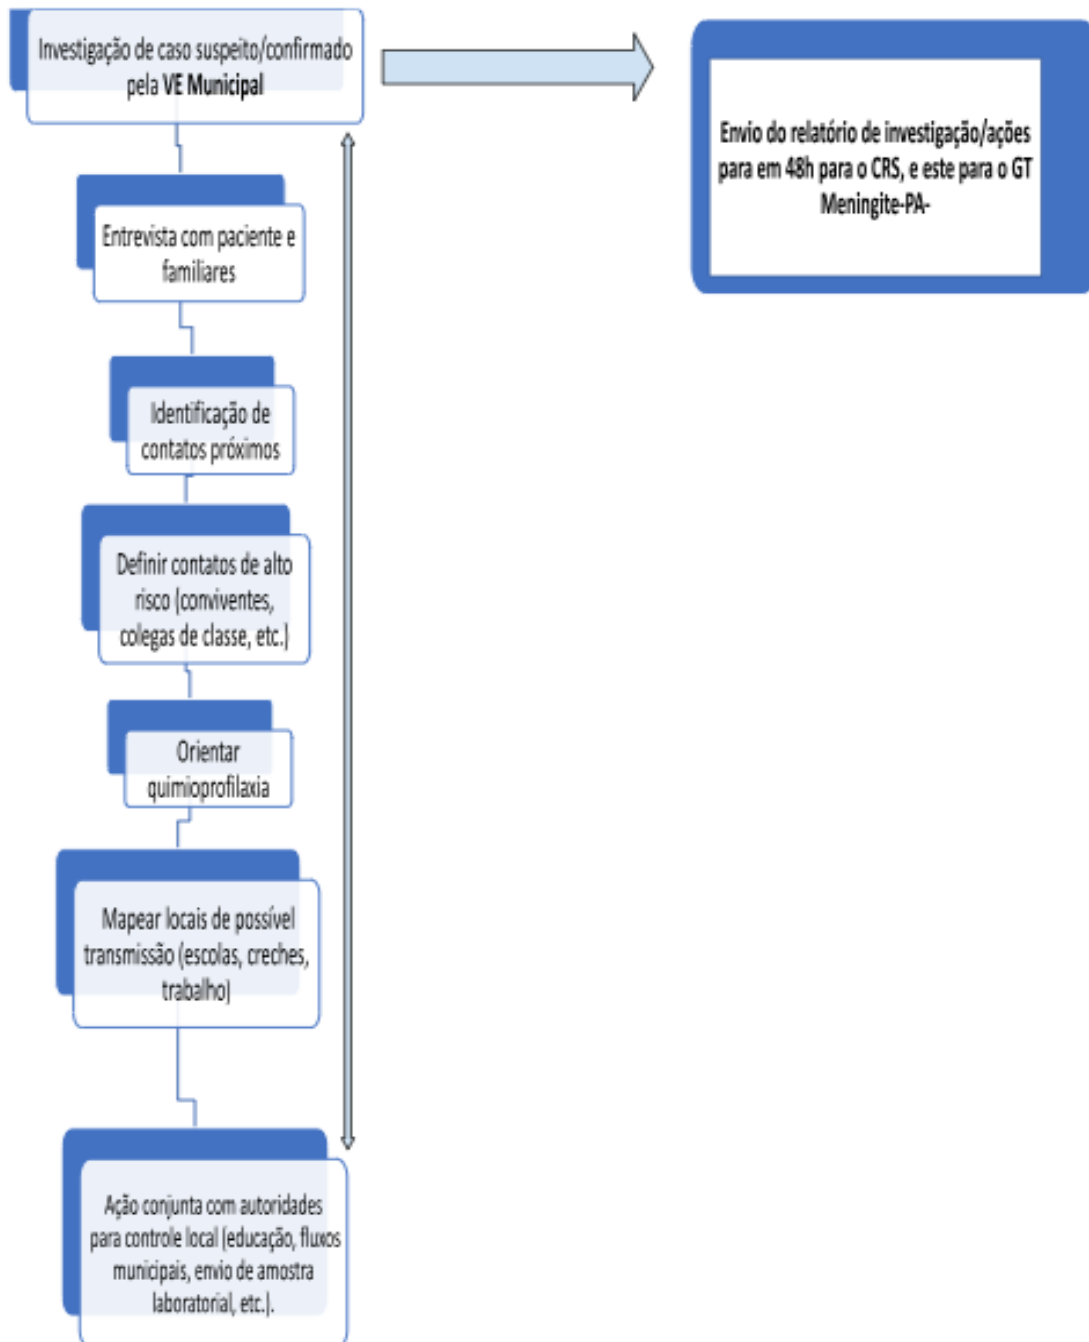 Investigação de caso suspeito/confirmado
pela VE Municipal
Envio do relatório de investigação/ações
para em 48h para o CRS, e este para o GT
Meningite-PA-
Entrevista com paciente e
familiares
Identificação de
contatos próximos
Definir contatos de alto
risco (conviventes,
colegas de classe, etc.)
Orientar
quimioprofilaxia
Mapear locais de possível
transmissão (escolas, creches,
trabalho)
Ação conjunta com autoridades
para controle local (educação, fluxos
municipais, envio de amostra
laboratorial, etc.).